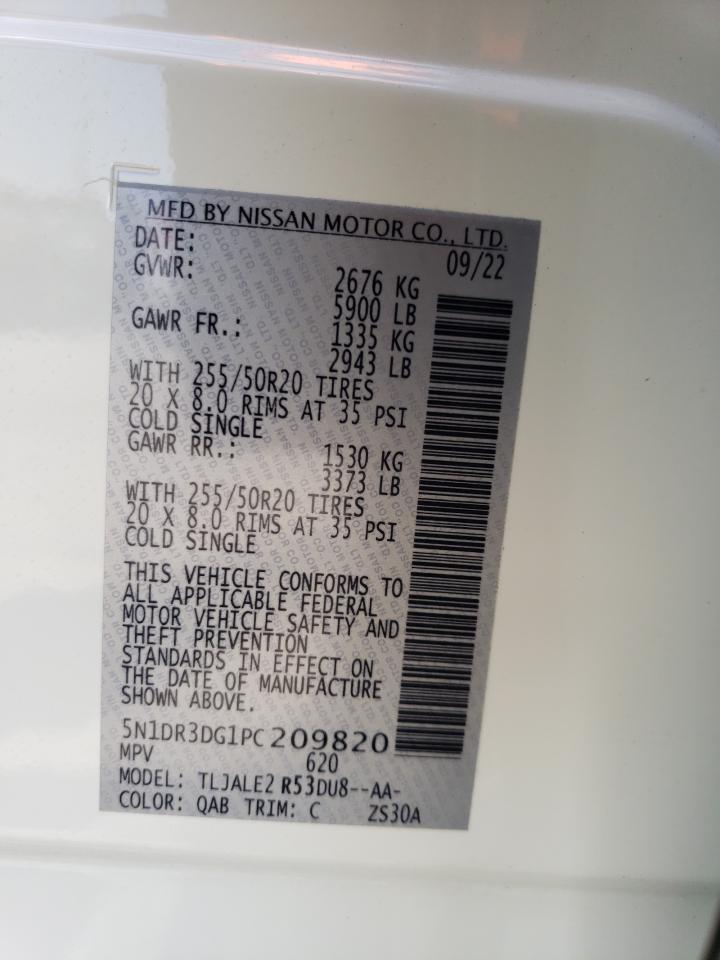 MFD BY NISSAN MOTOR CO., LTD.
DATE: 09/22
GVWR: 2676 KG
5900 LB
GAWR FR.: 1335 KG
2943 LB
WITH 255/50R20 TIRES
20 X 8.0 RIMS AT 35 PSI
COLD SINGLE
GAWR RR.: 1530 KG
3373 LB
WITH 255/50R20 TIRES
20 X 8.0 RIMS AT 35 PSI
COLD SINGLE
THIS VEHICLE CONFORMS TO
ALL APPLICABLE FEDERAL
MOTOR VEHICLE SAFETY AND
THEFT PREVENTION
STANDARDS IN EFFECT ON
THE DATE OF MANUFACTURE
SHOWN ABOVE.
5N1DR3DG1PC209820
MPV 620
MODEL: TLJALE2 R53DU8--AA-
COLOR: QAB TRIM: C ZS30A